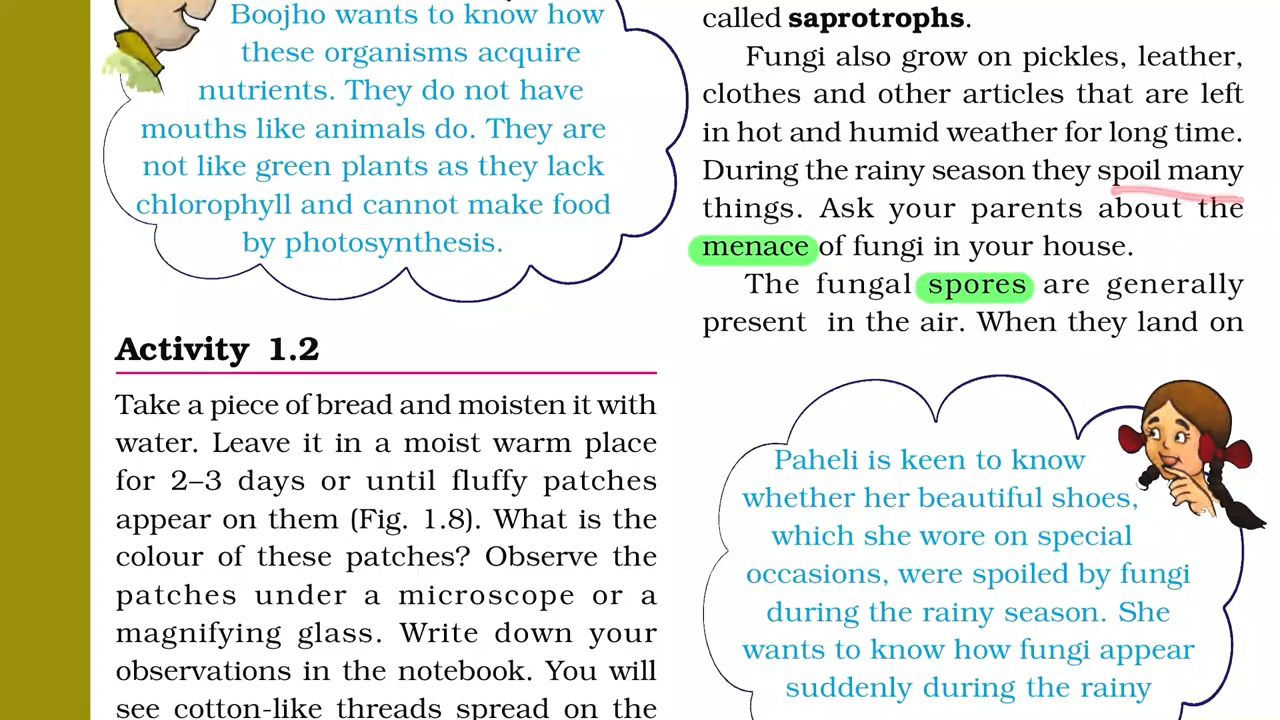 Boojho wants to know how
these organisms acquire
nutrients. They do not have
mouths like animals do. They are
not like green plants as they lack
chlorophyll and cannot make food
by photosynthesis.
Activity 1.2
Take a piece of bread and moisten it with
water. Leave it in a moist warm place
for 2–3 days or until fluffy patches
appear on them (Fig. 1.8). What is the
colour of these patches? Observe the
patches under a microscope or a
magnifying glass. Write down your
observations in the notebook. You will
see cotton-like threads spread on the
called saprotrophs.
Fungi also grow on pickles, leather,
clothes and other articles that are left
in hot and humid weather for long time.
During the rainy season they spoil many
things. Ask your parents about the
menace of fungi in your house.
The fungal spores are generally
present in the air. When they land on
Paheli is keen to know
whether her beautiful shoes,
which she wore on special
occasions, were spoiled by fungi
during the rainy season. She
wants to know how fungi appear
suddenly during the rainy